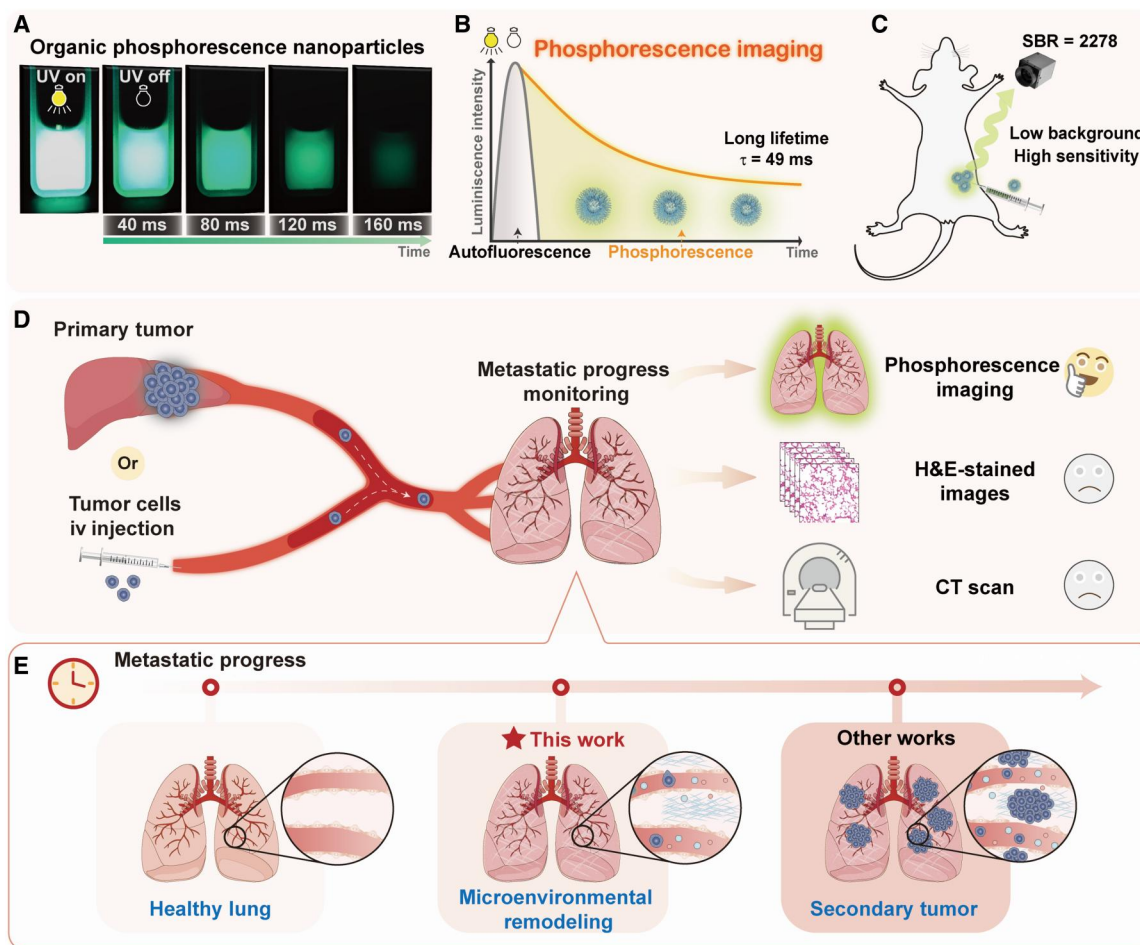 A
Organic phosphorescence nanoparticles
UV on
UV off
40 ms
80 ms
120 ms
160 ms
Time
B
Phosphorescence imaging
Luminiscence intensity
Long lifetime
τ = 49 ms
Autofluorescence
Phosphorescence
Time
C
SBR = 2278
Low background
High sensitivity
D
Primary tumor
Or
Tumor cells
iv injection
Metastatic progress
monitoring
Phosphorescence
imaging
H&E-stained
images
CT scan
E
Metastatic progress
This work
Other works
Healthy lung
Microenvironmental
remodeling
Secondary tumor